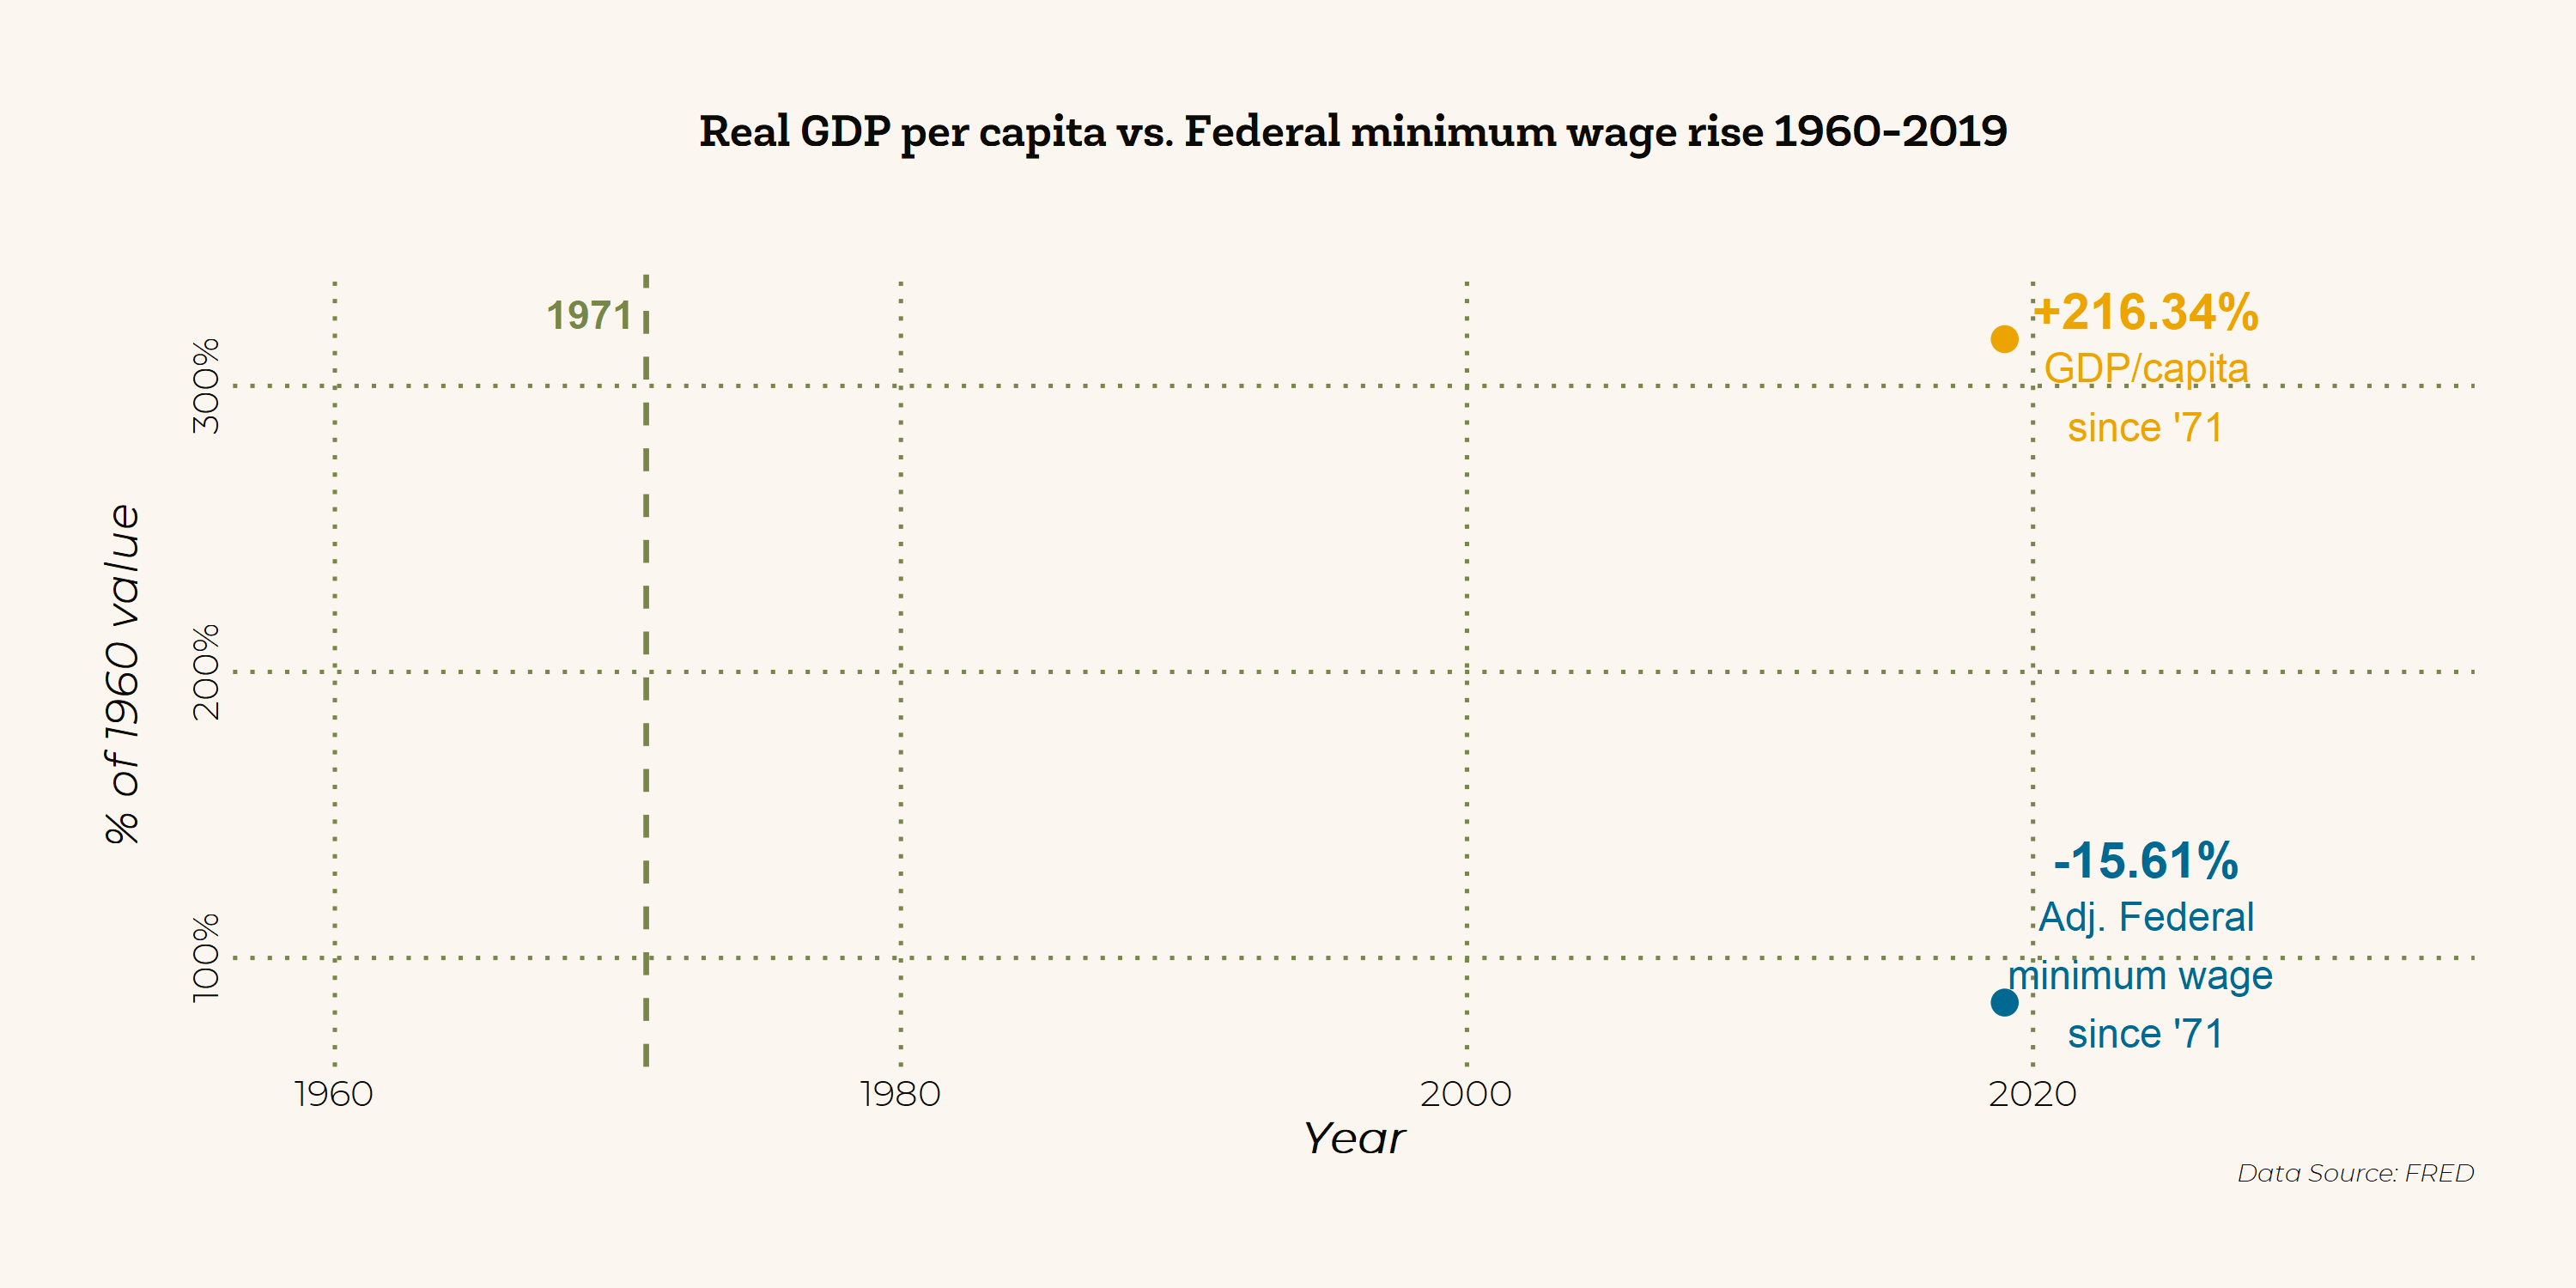 Real GDP per capita vs. Federal minimum wage rise 1960-2019
1971
+216.34%
GDP/capita
since '71
300%
200%
100%
% of 1960 value
-15.61%
Adj. Federal
minimum wage
since '71
1960
1980
2000
2020
Year
Data Source: FRED